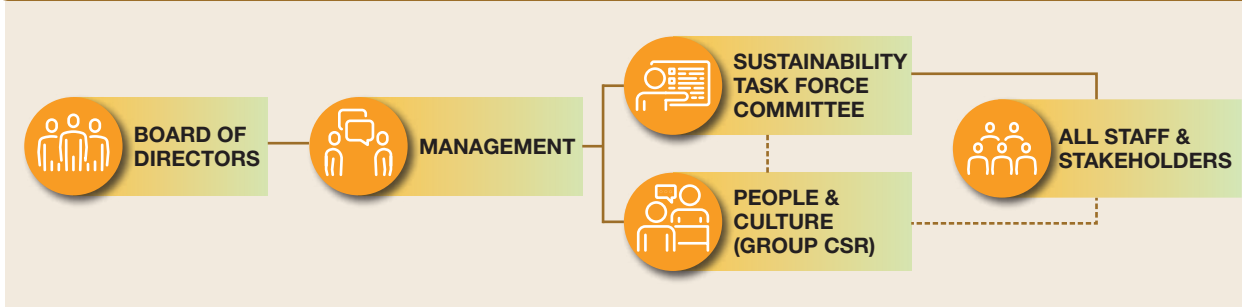 BOARD OF
DIRECTORS
MANAGEMENT
SUSTAINABILITY
TASK FORCE
COMMITTEE
PEOPLE &
CULTURE
(GROUP CSR)
ALL STAFF &
STAKEHOLDERS